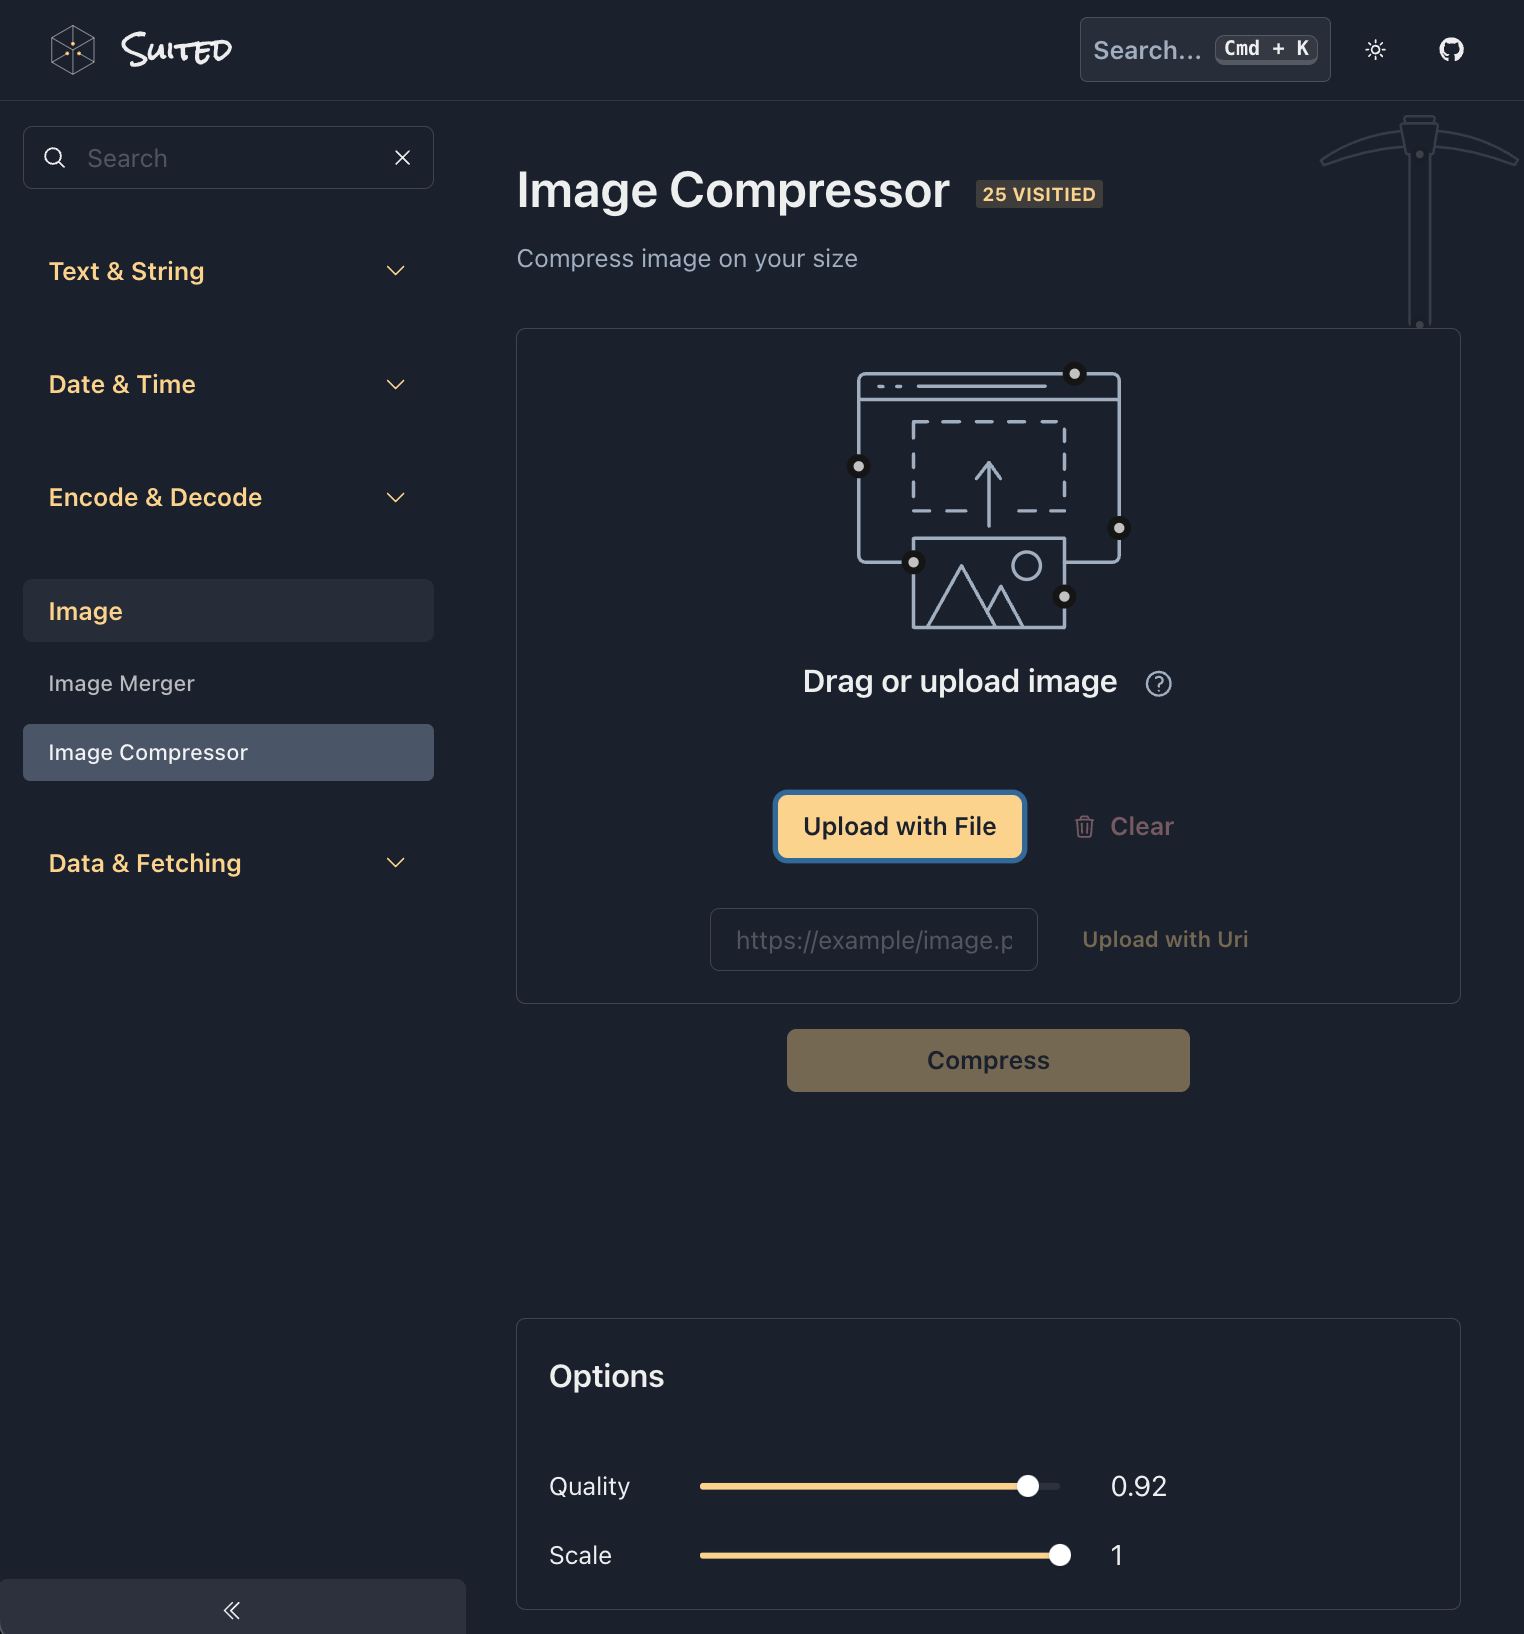 Suited
Search... Cmd + K
Search
Text & String
Date & Time
Encode & Decode
Image
Image Merger
Image Compressor
Data & Fetching
Image Compressor 25 VISITIED
Compress image on your size
Drag or upload image
Upload with File Clear
https://example/image.p Upload with Uri
Compress
Options
Quality 0.92
Scale 1